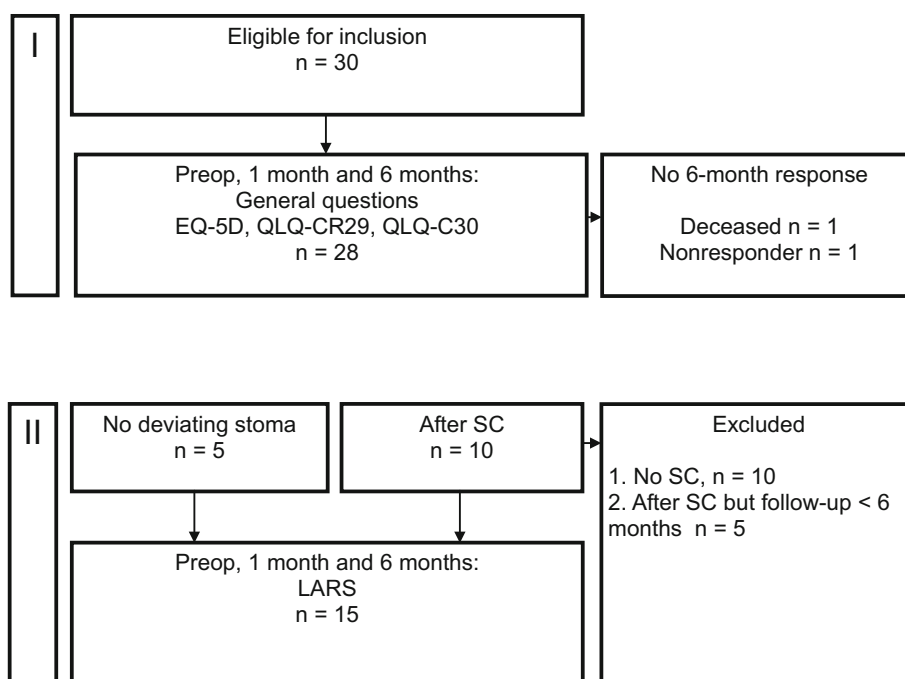 I
Eligible for inclusion
n = 30
Preop, 1 month and 6 months:
General questions
EQ-5D, QLQ-CR29, QLQ-C30
n = 28
No 6-month response
Deceased n = 1
Nonresponder n = 1
II
No deviating stoma
n = 5
After SC
n = 10
Excluded
1. No SC, n = 10
2. After SC but follow-up < 6
months n = 5
Preop, 1 month and 6 months:
LARS
n = 15